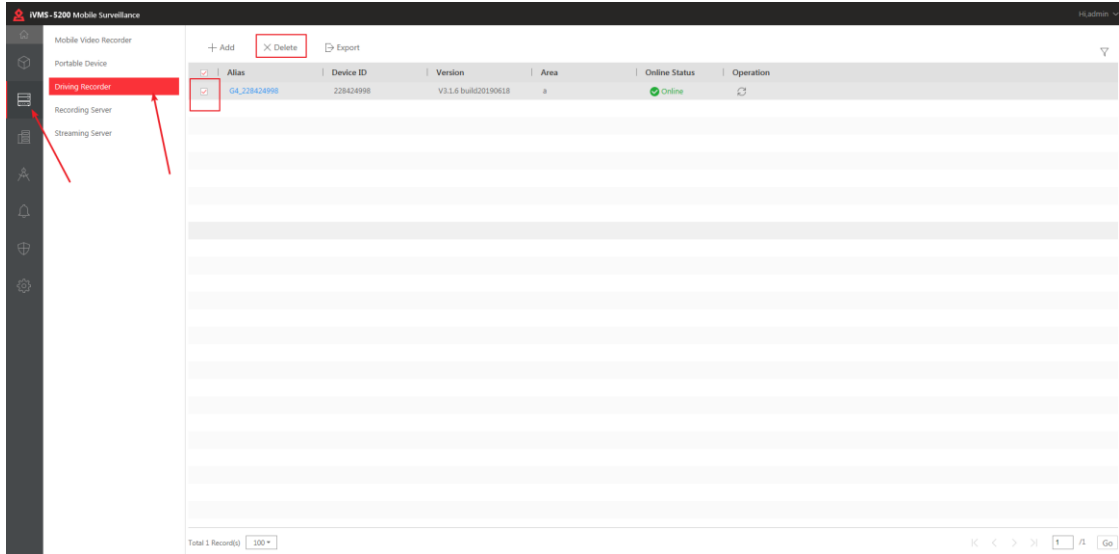 iVMS-5200 Mobile Surveillance
Hi,admin
Mobile Video Recorder
Portable Device
Driving Recorder
Recording Server
Streaming Server
Add Delete Export
Alias Device ID Version Area Online Status Operation
G4_228424998 228424998 V3.1.6 build20190618 a Online
Total 1 Record(s) 100
1 /1 Go